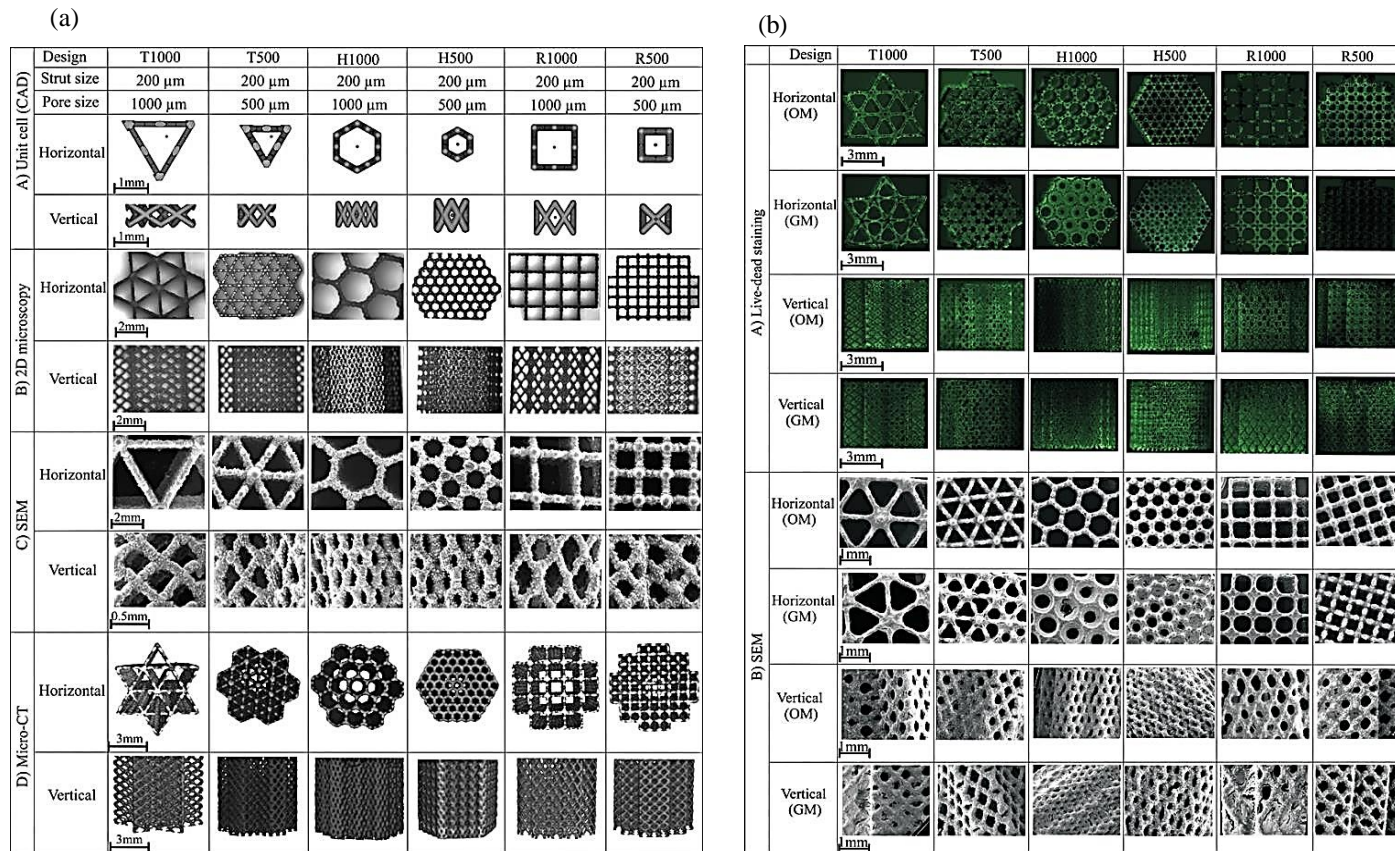 (a)
Design T1000 T500 H1000 H500 R1000 R500
Strut size 200 µm 200 µm 200 µm 200 µm 200 µm 200 µm
Pore size 1000 µm 500 µm 1000 µm 500 µm 1000 µm 500 µm
A) Unit cell (CAD)
Horizontal
1mm
Vertical
1mm
B) 2D microscopy
Horizontal
2mm
Vertical
2mm
C) SEM
Horizontal
2mm
Vertical
0.5mm
D) Micro-CT
Horizontal
3mm
Vertical
3mm
(b)
Design T1000 T500 H1000 H500 R1000 R500
A) Live-dead staining
Horizontal
(OM)
3mm
Horizontal
(GM)
3mm
Vertical
(OM)
3mm
Vertical
(GM)
3mm
B) SEM
Horizontal
(OM)
1mm
Horizontal
(GM)
1mm
Vertical
(OM)
1mm
Vertical
(GM)
1mm